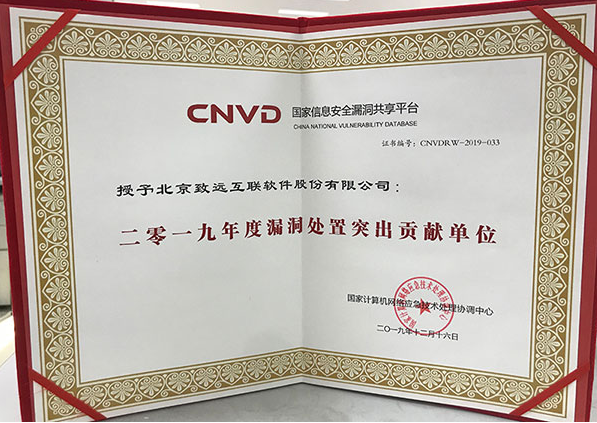 CNVD 国家信息安全漏洞共享平台
CHINA NATIONAL VULNERABILITY DATABASE
证书编号：CNVDRW-2019-033
授予北京致远互联软件股份有限公司：
二零一九年度漏洞处置突出贡献单位
国家计算机网络应急技术处理协调中心
二〇一九年十二月十六日